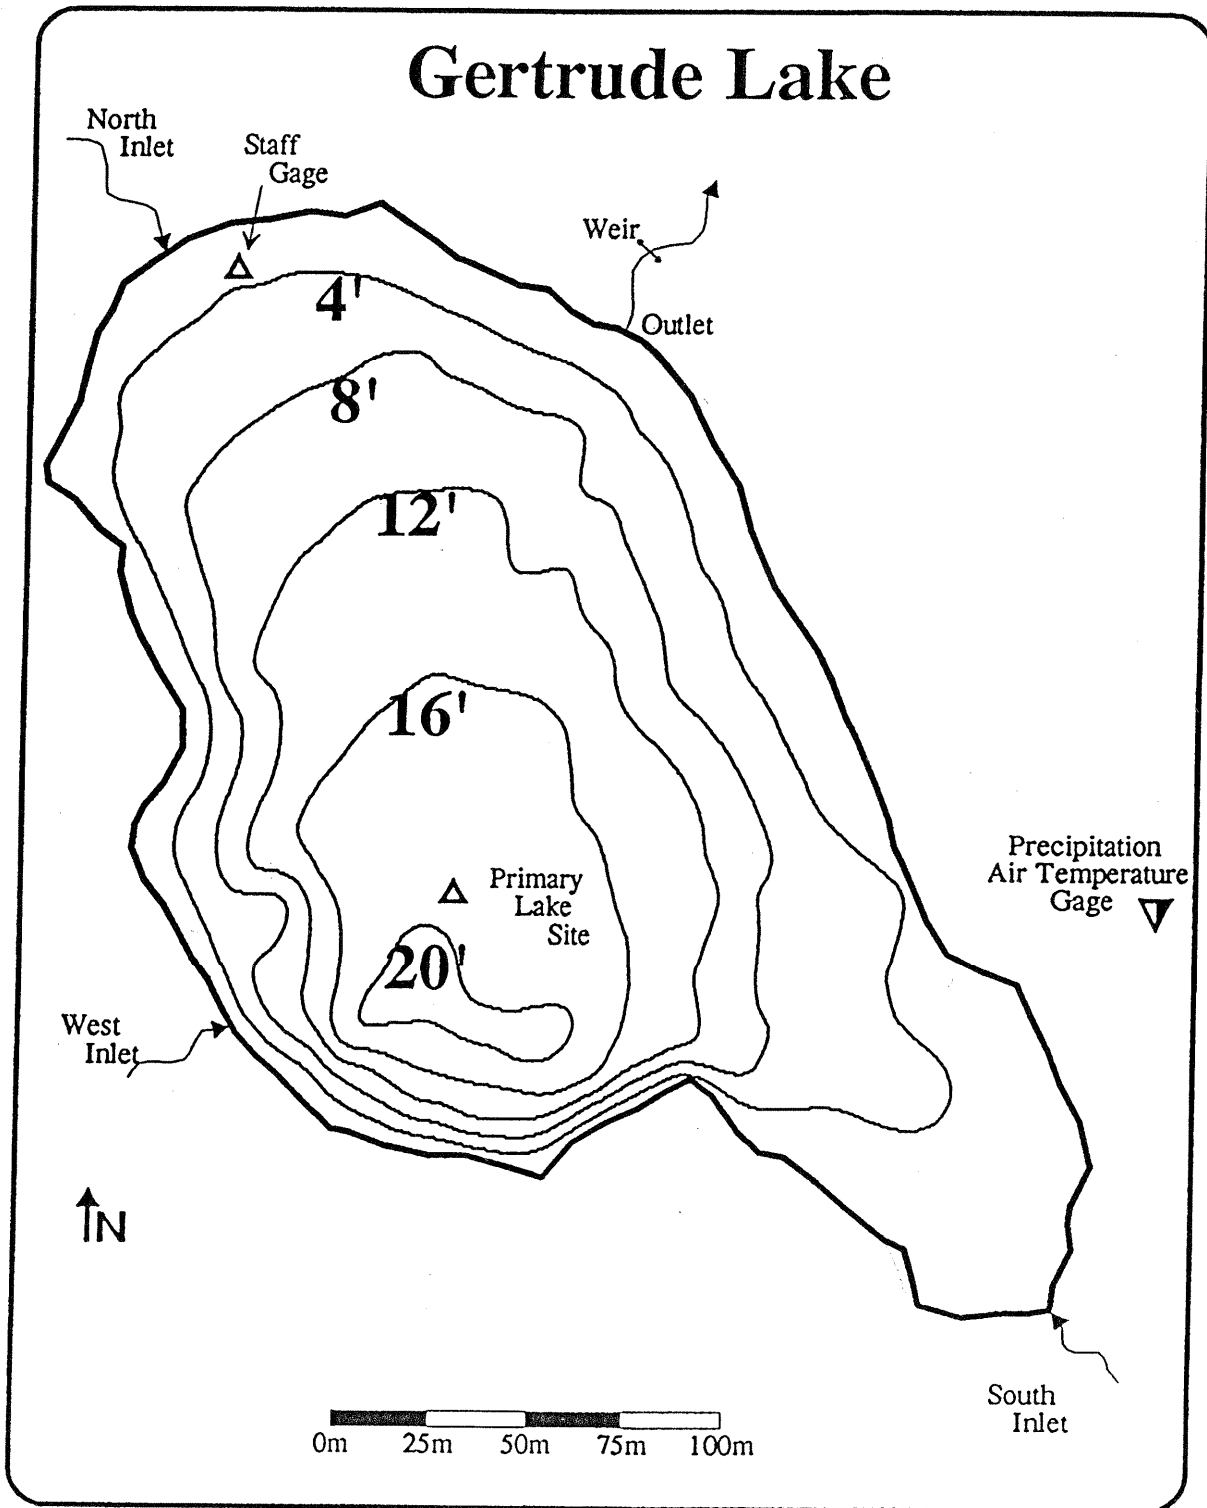 Gertrude Lake
North
Inlet
Staff
Gage
Weir
Outlet
4'
8'
12'
16'
Primary
Lake
Site
20'
Precipitation
Air Temperature
Gage
West
Inlet
N
South
Inlet
0m 25m 50m 75m 100m